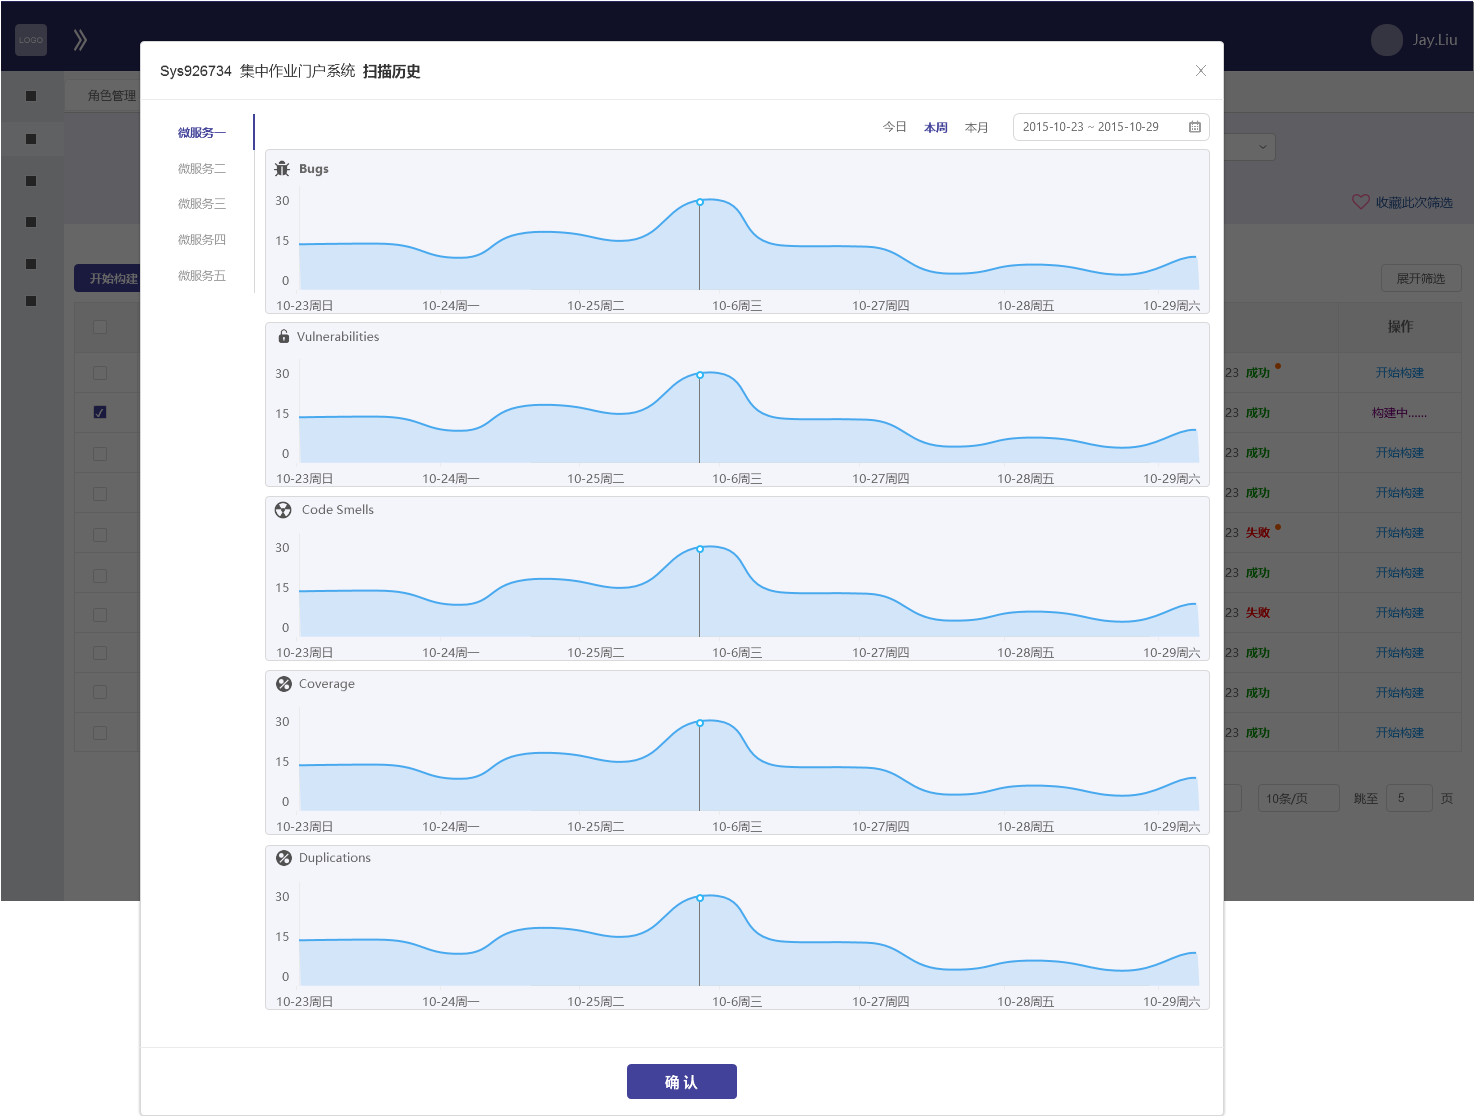 LOGO
Jay.Liu
Sys926734 集中作业门户系统 扫描历史
角色管理
微服务一
微服务二
微服务三
微服务四
微服务五
今日 本周 本月 2015-10-23 ~ 2015-10-29
收藏此次筛选
开始构建
展开筛选
Bugs
30
15
0
10-23周日 10-24周一 10-25周二 10-6周三 10-27周四 10-28周五 10-29周六
Vulnerabilities
30
15
0
10-23周日 10-24周一 10-25周二 10-6周三 10-27周四 10-28周五 10-29周六
Code Smells
30
15
0
10-23周日 10-24周一 10-25周二 10-6周三 10-27周四 10-28周五 10-29周六
Coverage
30
15
0
10-23周日 10-24周一 10-25周二 10-6周三 10-27周四 10-28周五 10-29周六
Duplications
30
15
0
10-23周日 10-24周一 10-25周二 10-6周三 10-27周四 10-28周五 10-29周六
操作
23 成功 开始构建
23 成功 构建中......
23 成功 开始构建
23 成功 开始构建
23 失败 开始构建
23 成功 开始构建
23 失败 开始构建
23 成功 开始构建
23 成功 开始构建
23 成功 开始构建
10条/页 跳至 5 页
确 认